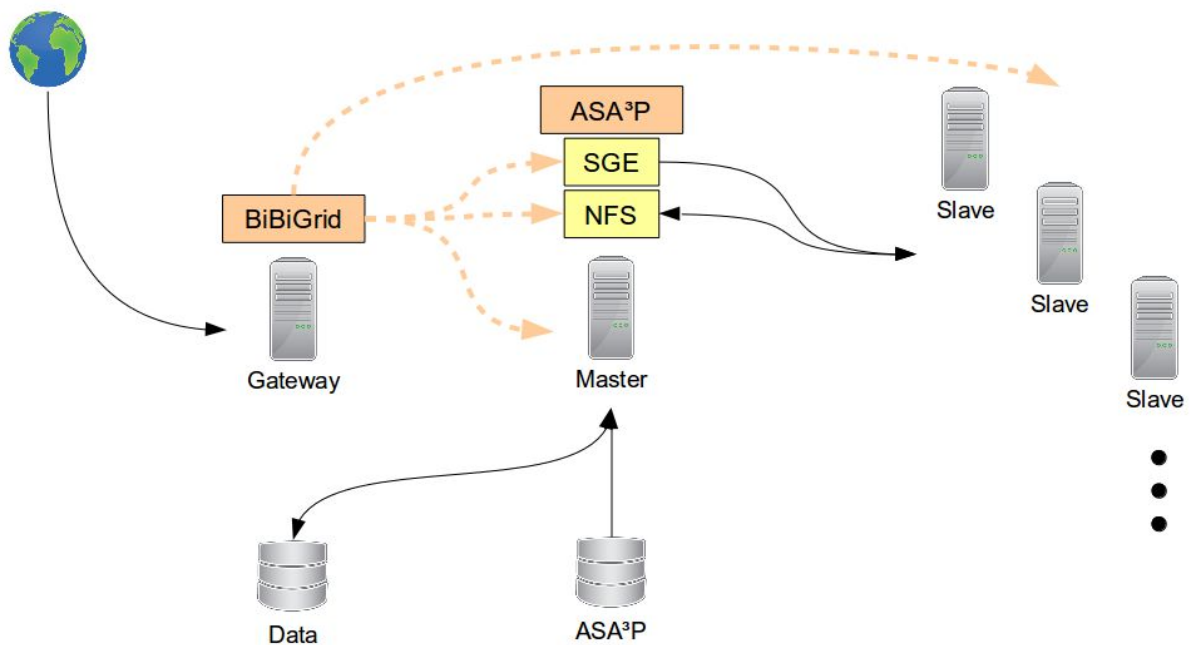 ASA³P
SGE
BiBiGrid
NFS
Slave
Slave
Gateway
Master
Slave
Data
ASA³P